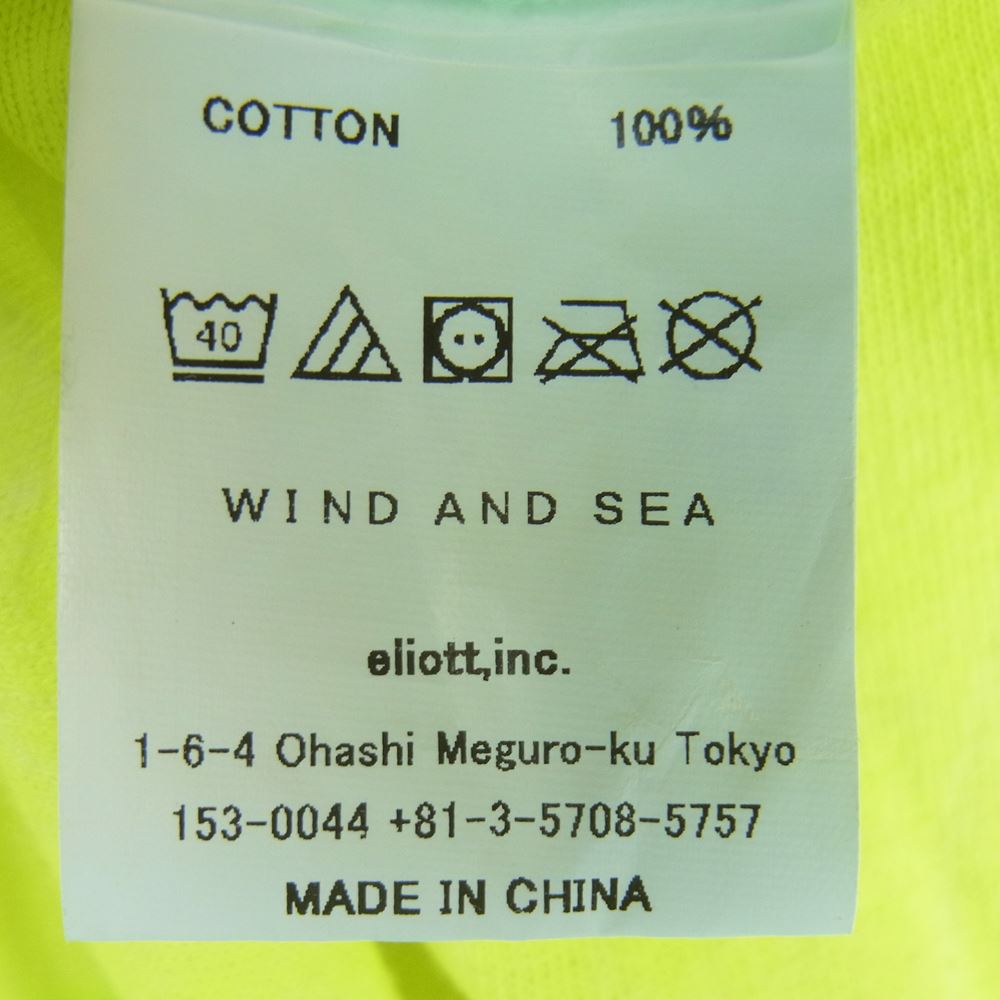 COTTON 100%
40
WIND AND SEA
eliott,inc.
1-6-4 Ohashi Meguro-ku Tokyo
153-0044 +81-3-5708-5757
MADE IN CHINA